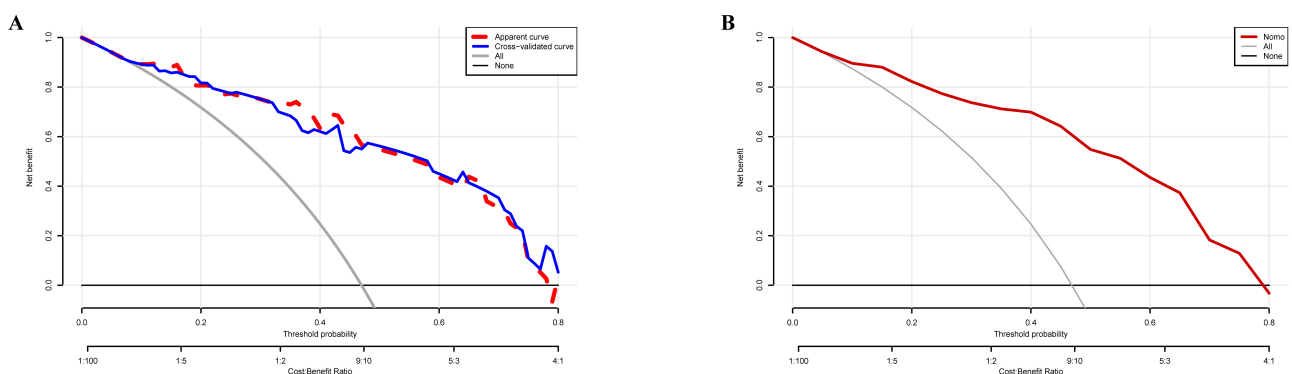 A
Apparent curve
Cross-validated curve
All
None
1.0
0.8
0.6
0.4
0.2
0.0
Net benefit
0.0 0.2 0.4 0.6 0.8
Threshold probability
1:100 1:5 1:2 9:10 5:3 4:1
Cost:Benefit Ratio
B
Nomo
All
None
1.0
0.8
0.6
0.4
0.2
0.0
Net benefit
0.0 0.2 0.4 0.6 0.8
Threshold probability
1:100 1:5 1:2 9:10 5:3 4:1
Cost:Benefit Ratio